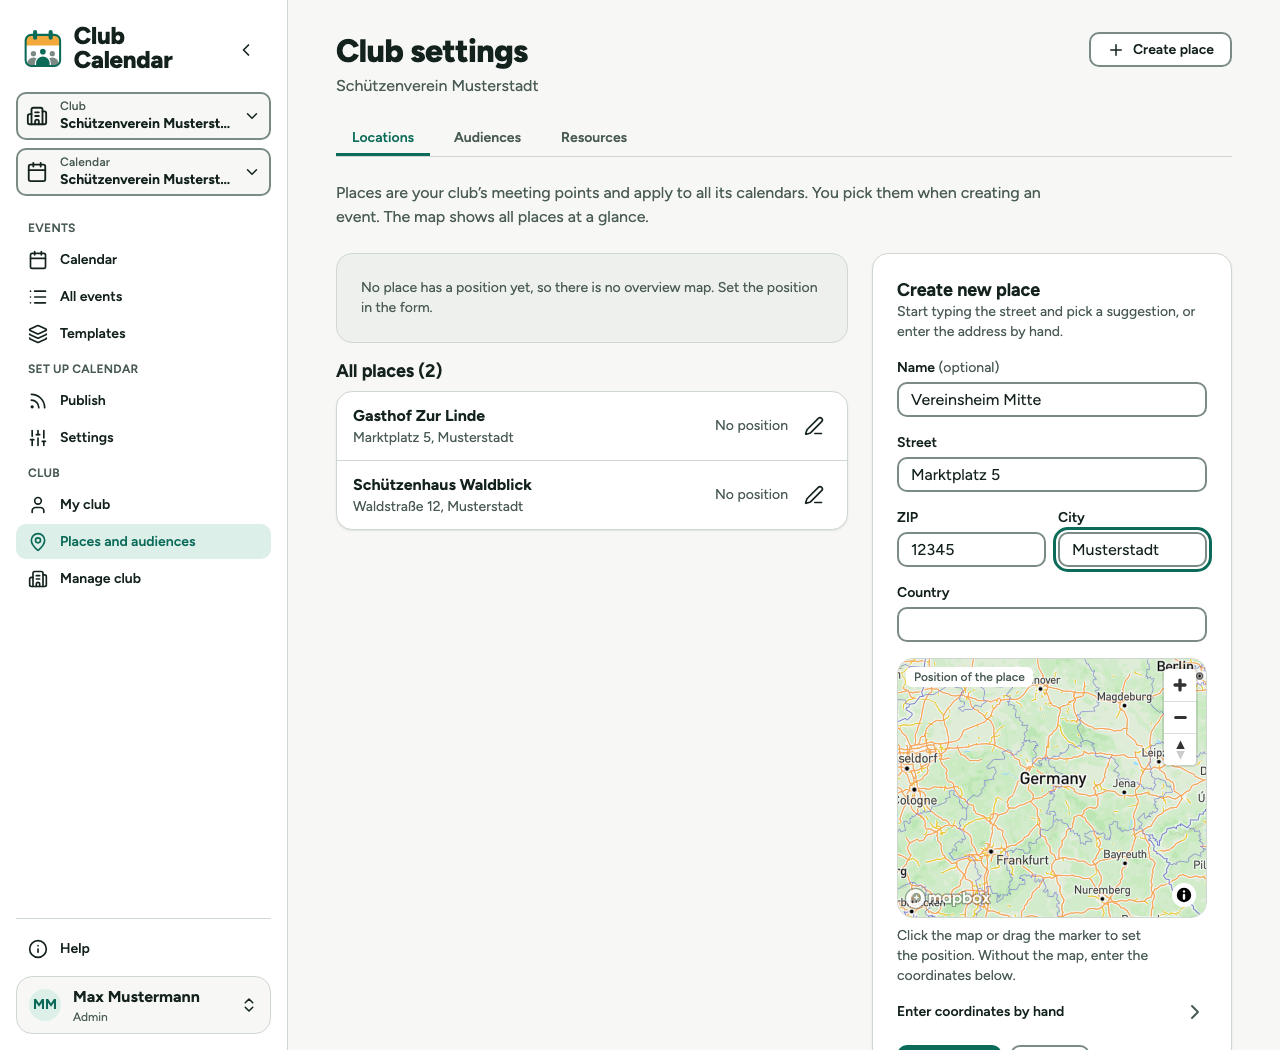 Club
Calendar
Club
Schützenverein Musterst...
Calendar
Schützenverein Musterst...
EVENTS
Calendar
All events
Templates
SET UP CALENDAR
Publish
Settings
CLUB
My club
Places and audiences
Manage club
Help
MM
Max Mustermann
Admin
Club settings
Create place
Schützenverein Musterstadt
Locations
Audiences
Resources
Places are your club’s meeting points and apply to all its calendars. You pick them when creating an
event. The map shows all places at a glance.
No place has a position yet, so there is no overview map. Set the position
in the form.
All places (2)
Gasthof Zur Linde
Marktplatz 5, Musterstadt
No position
Schützenhaus Waldblick
Waldstraße 12, Musterstadt
No position
Create new place
Start typing the street and pick a suggestion, or
enter the address by hand.
Name (optional)
Vereinsheim Mitte
Street
Marktplatz 5
ZIP
City
12345
Musterstadt
Country
Berlin
Position of the place
nover
Magdeburg
Leipz
seldorf
Germany
Jena
Cologne
Frankfurt
Bayreuth
Pil
Nuremberg
mapbox
Click the map or drag the marker to set
the position. Without the map, enter the
coordinates below.
Enter coordinates by hand